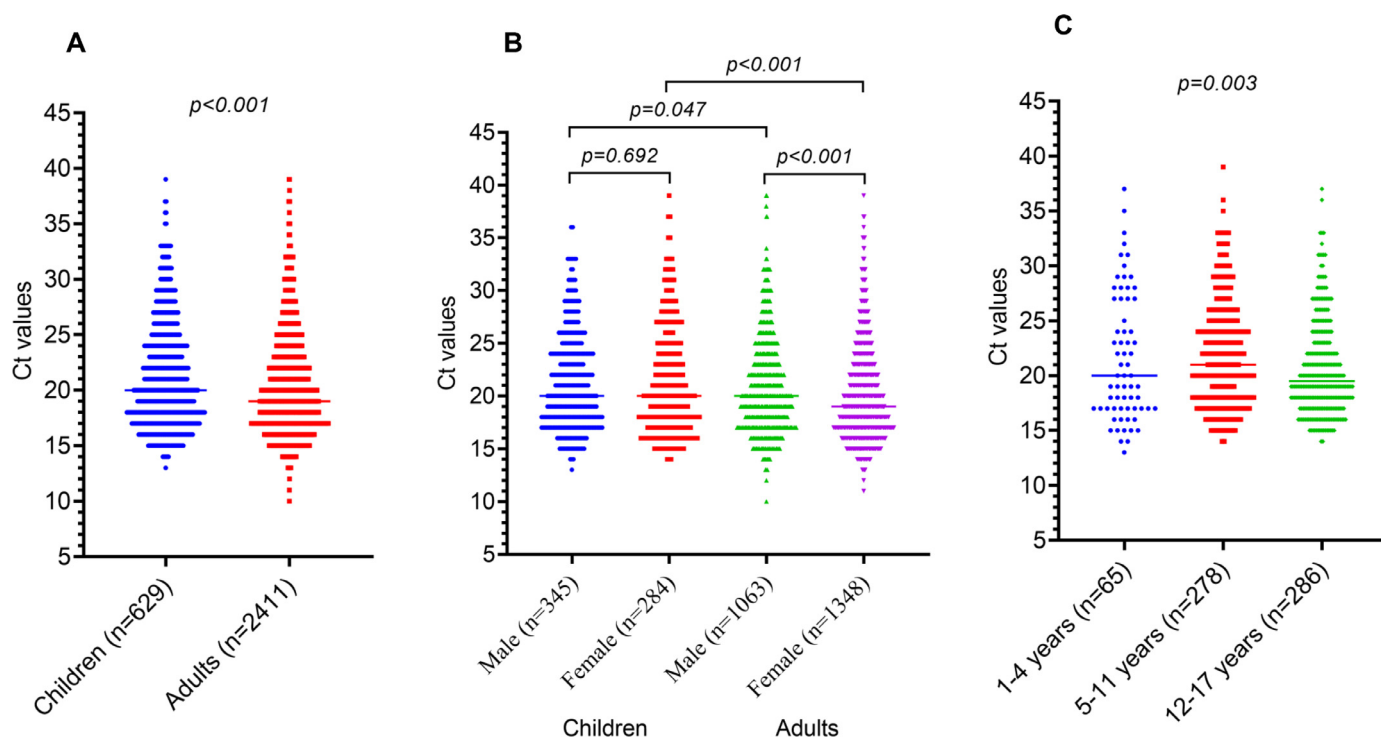 A
p<0.001
45
40
35
30
25
20
15
10
5
Ct values
Children (n=629)
Adults (n=2411)
B
p<0.001
p=0.047
p=0.692
p<0.001
45
40
35
30
25
20
15
10
5
Ct values
Male (n=345)
Female (n=284)
Male (n=1063)
Female (n=1348)
Children
Adults
C
p=0.003
45
40
35
30
25
20
15
10
5
Ct values
1-4 years (n=65)
5-11 years (n=278)
12-17 years (n=286)